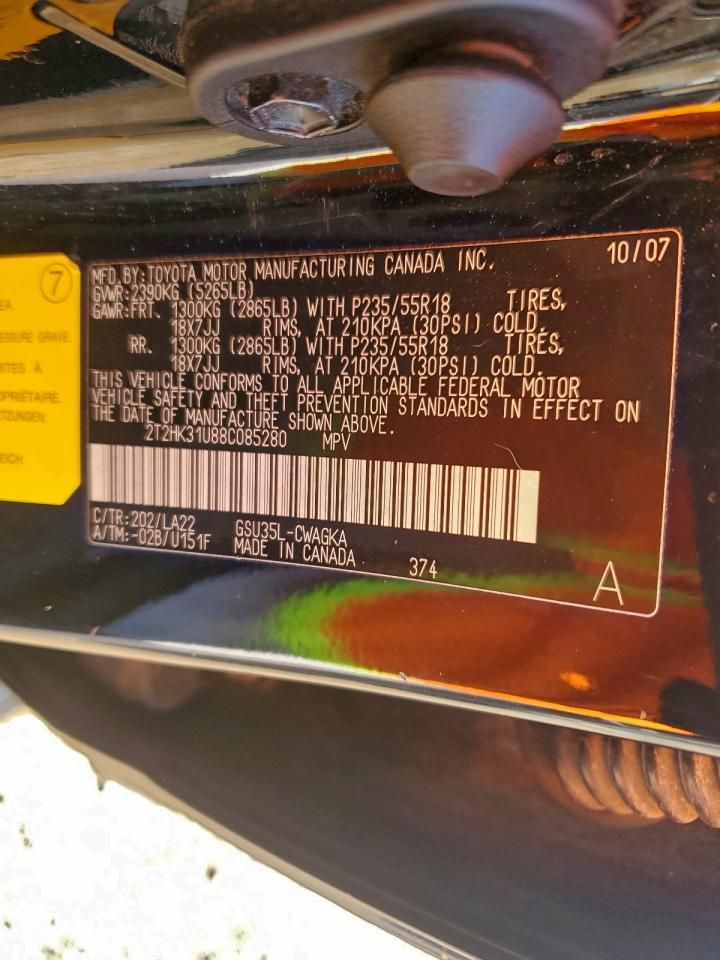 MFD. BY: TOYOTA MOTOR MANUFACTURING CANADA INC. 10/07
GVWR: 2390KG (5265LB)
GAWR: FRT. 1300KG (2865LB) WITH P235/55R18 TIRES,
18X7JJ RIMS, AT 210KPA (30PSI) COLD.
RR. 1300KG (2865LB) WITH P235/55R18 TIRES,
18X7JJ RIMS, AT 210KPA (30PSI) COLD.
THIS VEHICLE CONFORMS TO ALL APPLICABLE FEDERAL MOTOR
VEHICLE SAFETY AND THEFT PREVENTION STANDARDS IN EFFECT ON
THE DATE OF MANUFACTURE SHOWN ABOVE.
2T2HK31U88C085280 MPV
C/TR: 202/LA22 GSU35L-CWAGKA
A/TM: -02B/U151F MADE IN CANADA 374 A
7
GRAVE
À